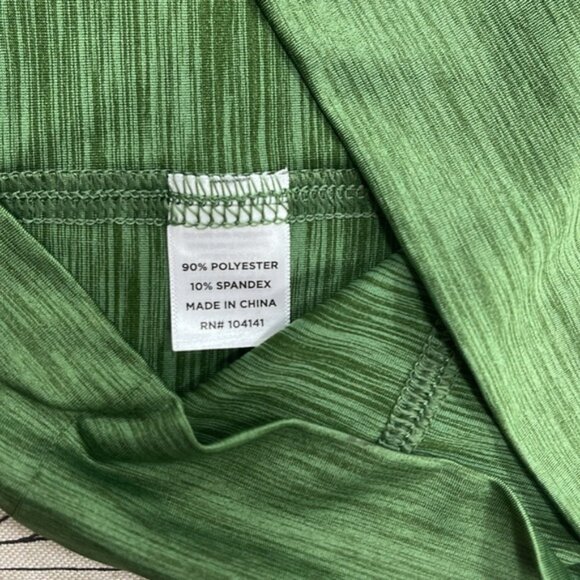 90% POLYESTER
10% SPANDEX
MADE IN CHINA
RN# 104141